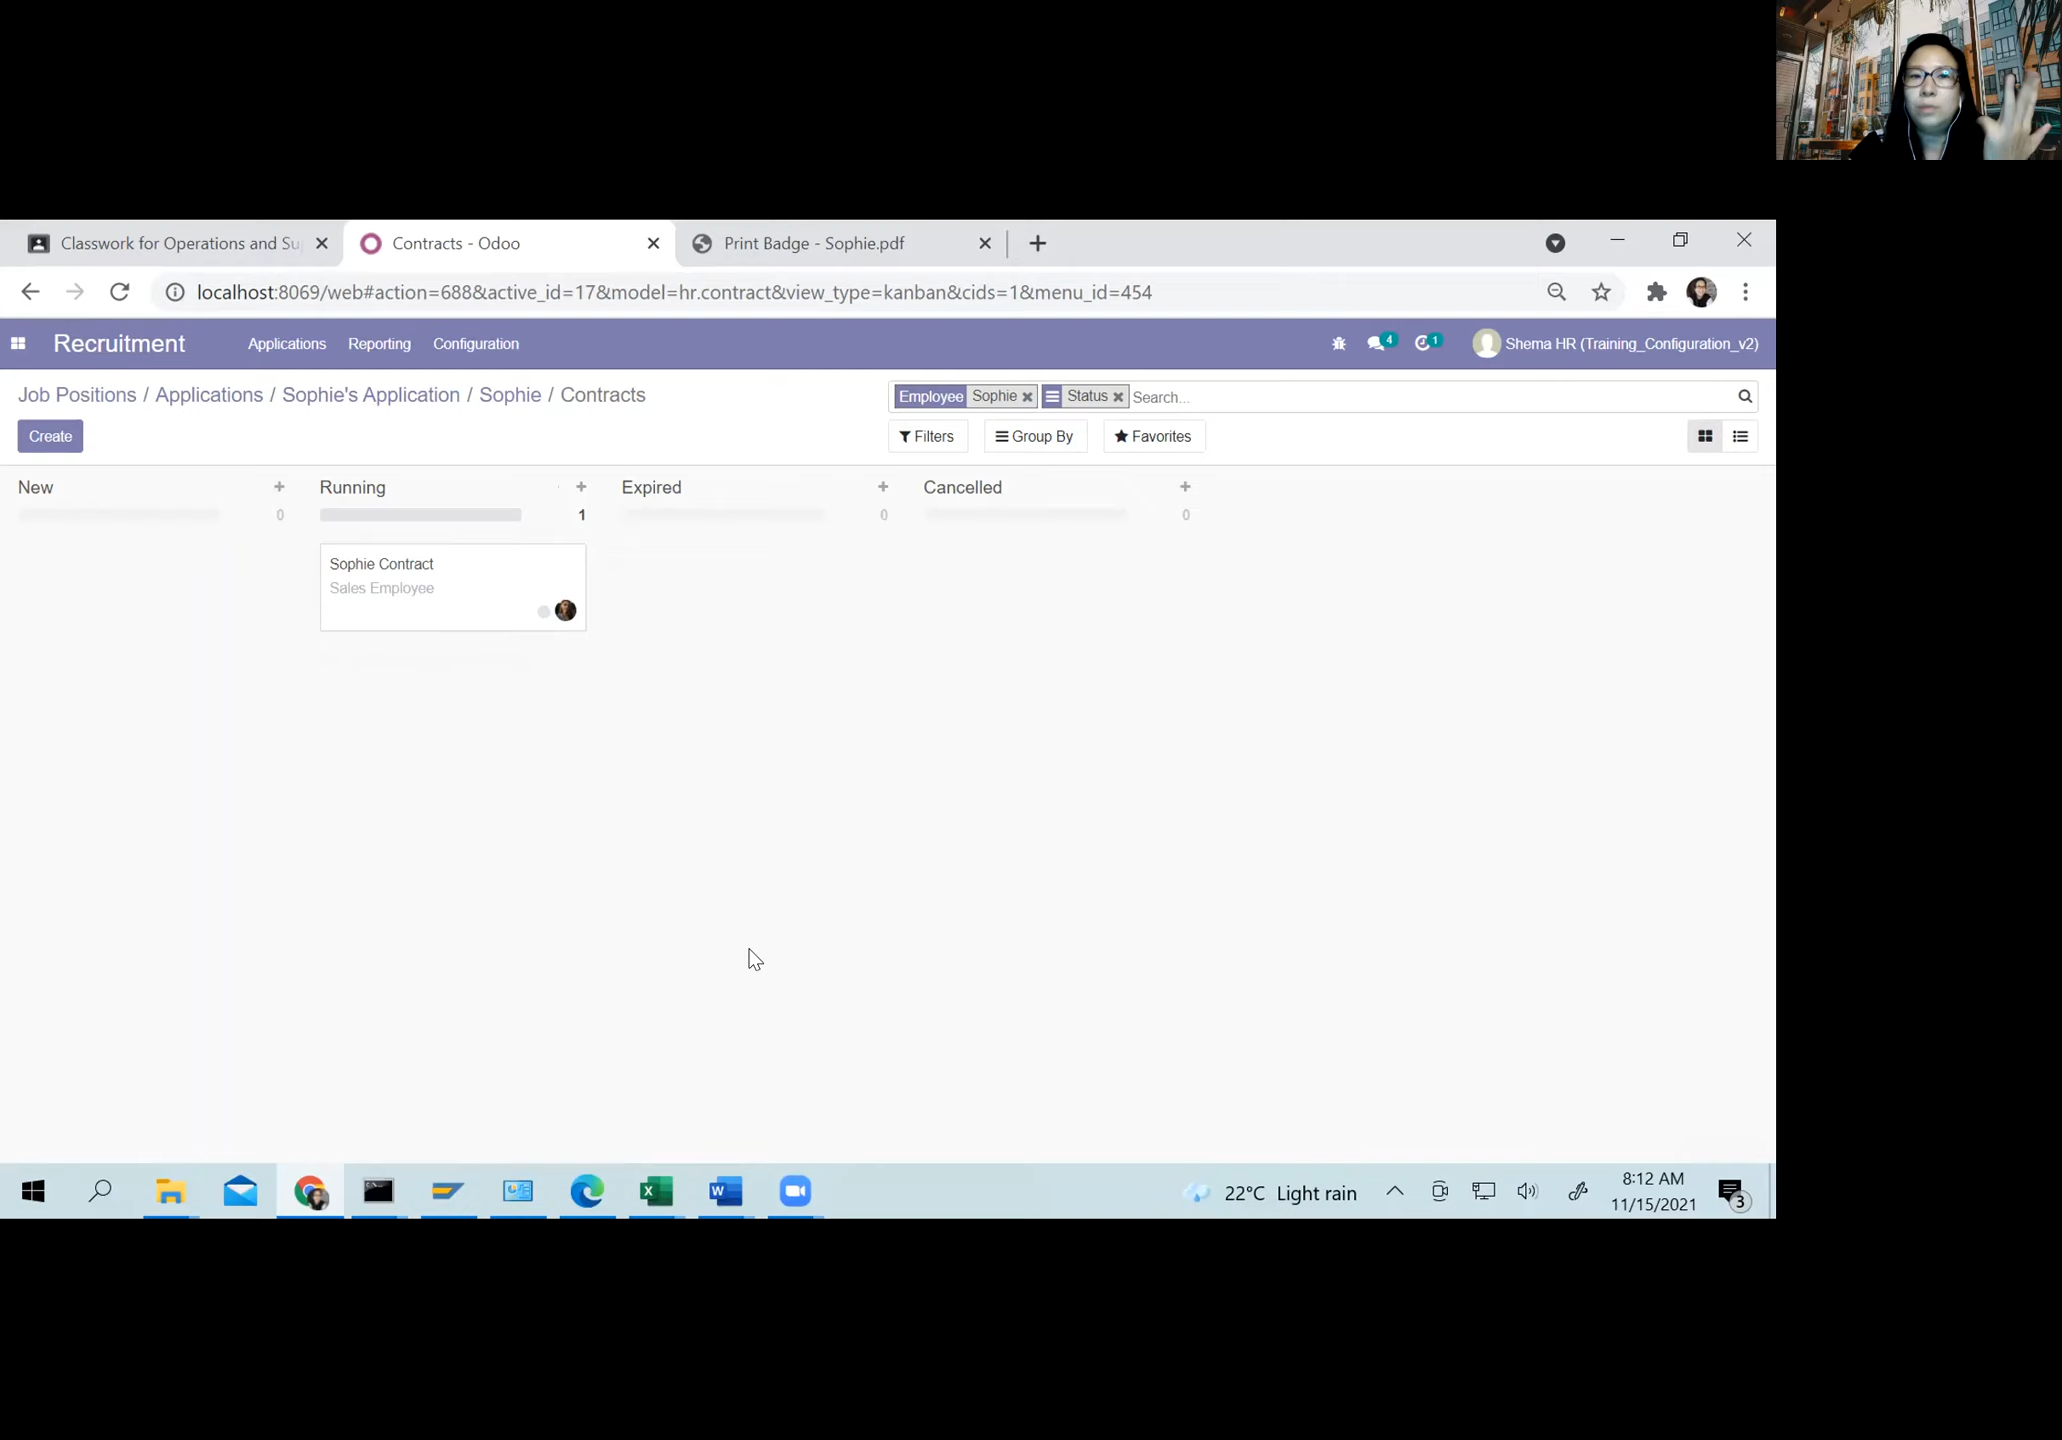 Classwork for Operations and Su
Contracts - Odoo
Print Badge - Sophie.pdf
localhost:8069/web#action=688&active_id=17&model=hr.contract&view_type=kanban&cids=1&menu_id=454
Recruitment
Applications
Reporting
Configuration
4
1
Shema HR (Training_Configuration_v2)
Job Positions / Applications / Sophie's Application / Sophie / Contracts
Employee Sophie
Status
Search...
Create
Filters
Group By
Favorites
New
0
Running
1
Expired
0
Cancelled
0
Sophie Contract
Sales Employee
22°C Light rain
8:12 AM
11/15/2021
3